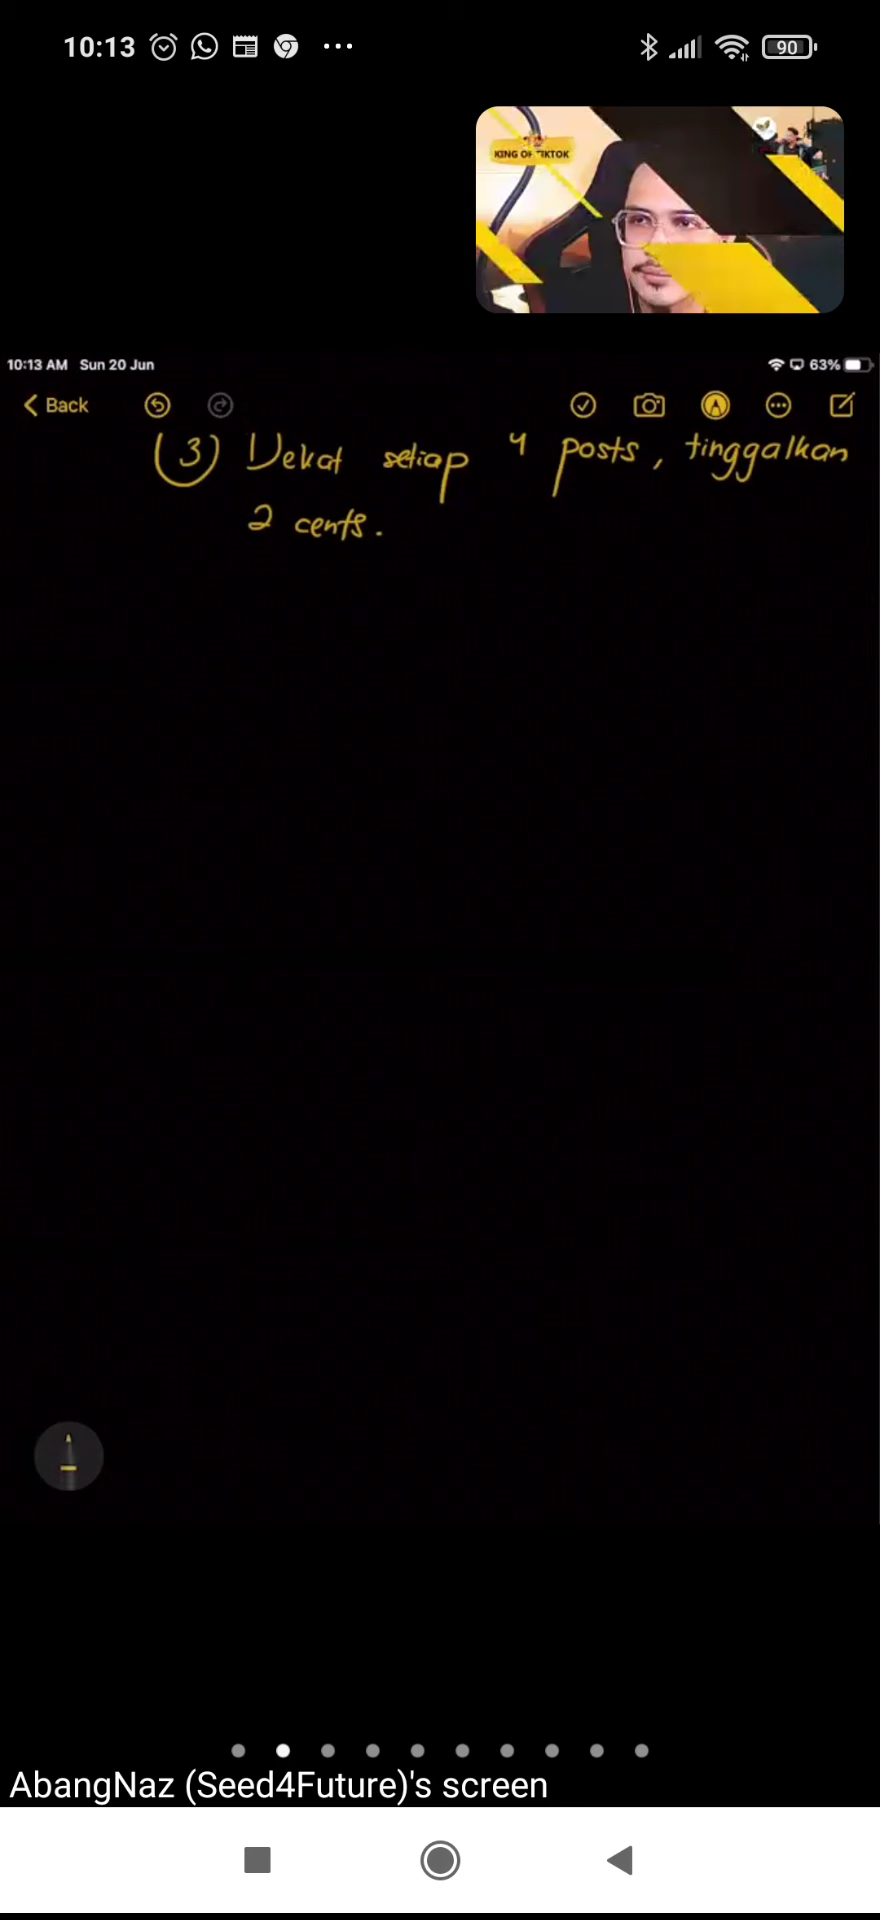 10:13
90
KING OF TIKTOK
10:13 AM Sun 20 Jun
63%
Back
(3) Dekat setiap 4 posts, tinggalkan
2 cents.
AbangNaz (Seed4Future)'s screen